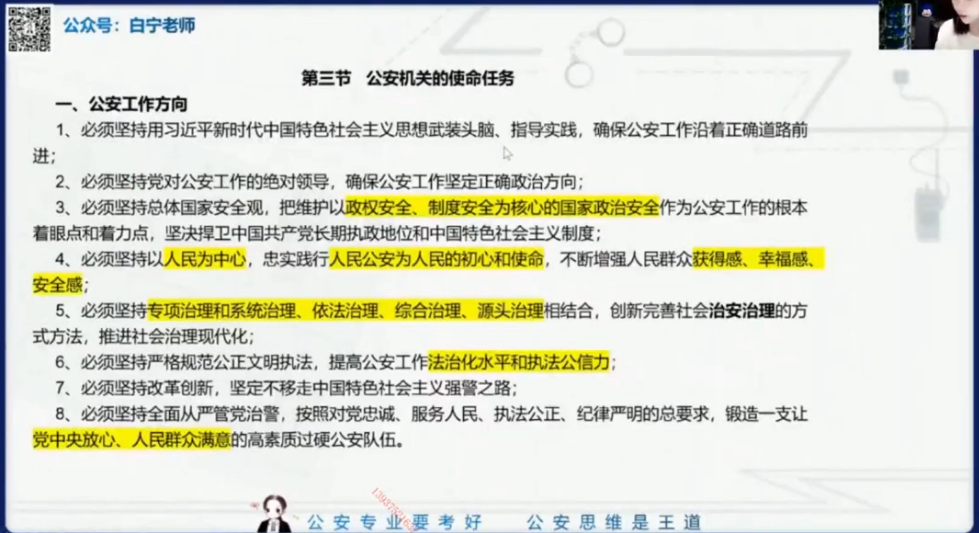 公众号：白宁老师
第三节 公安机关的使命任务
一、公安工作方向
1、必须坚持用习近平新时代中国特色社会主义思想武装头脑、指导实践，确保公安工作沿着正确道路前
进；
2、必须坚持党对公安工作的绝对领导，确保公安工作坚定正确政治方向；
3、必须坚持总体国家安全观，把维护以政权安全、制度安全为核心的国家政治安全作为公安工作的根本
着眼点和着力点，坚决捍卫中国共产党长期执政地位和中国特色社会主义制度；
4、必须坚持以人民为中心，忠实践行人民公安为人民的初心和使命，不断增强人民群众获得感、幸福感、
安全感；
5、必须坚持专项治理和系统治理、依法治理、综合治理、源头治理相结合，创新完善社会治安治理的方
式方法，推进社会治理现代化；
6、必须坚持严格规范公正文明执法，提高公安工作法治化水平和执法公信力；
7、必须坚持改革创新，坚定不移走中国特色社会主义强警之路；
8、必须坚持全面从严管党治警，按照对党忠诚、服务人民、执法公正、纪律严明的总要求，锻造一支让
党中央放心、人民群众满意的高素质过硬公安队伍。
公安专业要考好 公安思维是王道